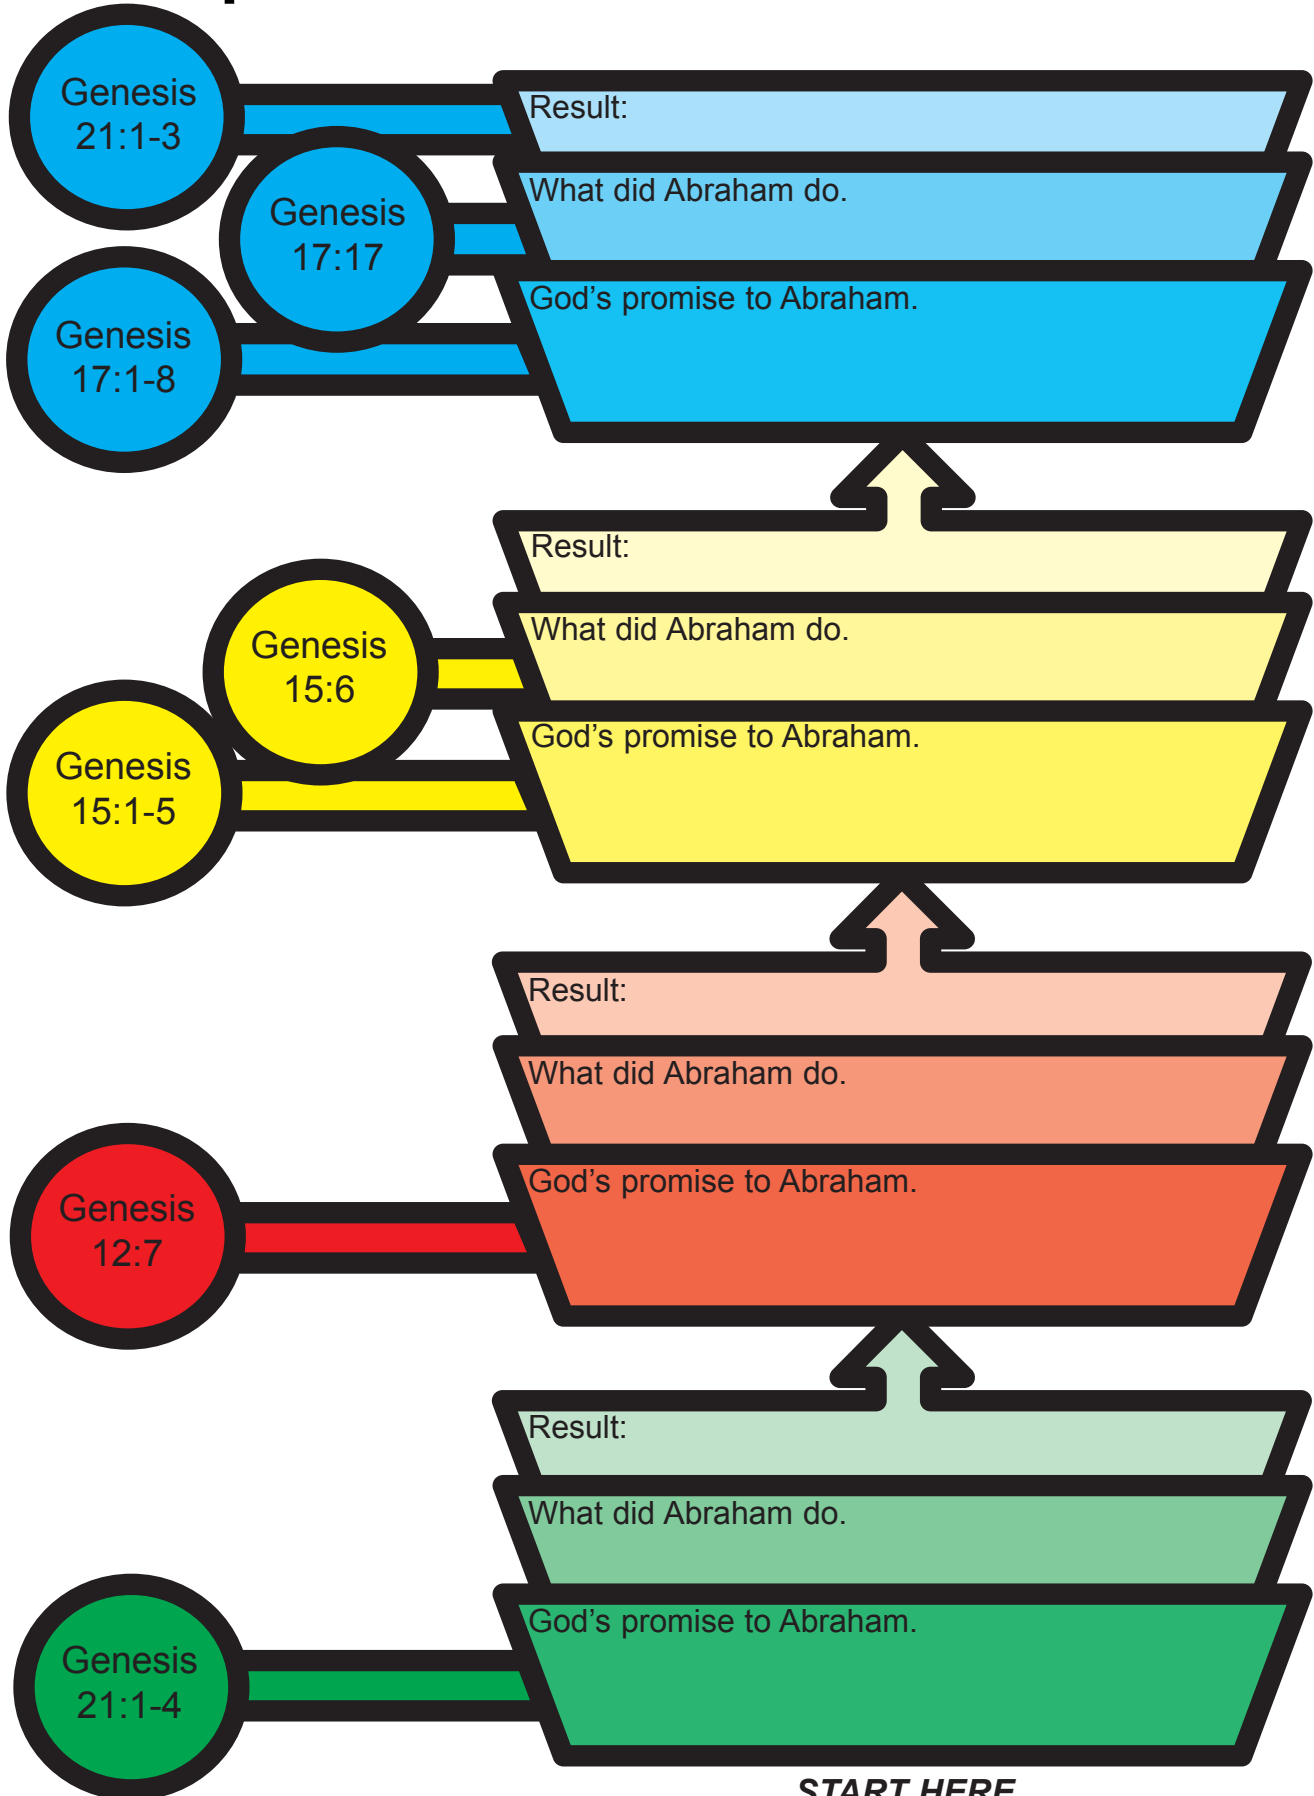 Genesis
21:1-3
Result:
Genesis
17:17
What did Abraham do.
Genesis
17:1-8
God's promise to Abraham.
Result:
Genesis
15:6
What did Abraham do.
Genesis
15:1-5
God's promise to Abraham.
Result:
What did Abraham do.
Genesis
12:7
God's promise to Abraham.
Result:
What did Abraham do.
Genesis
21:1-4
God's promise to Abraham.
START HERE